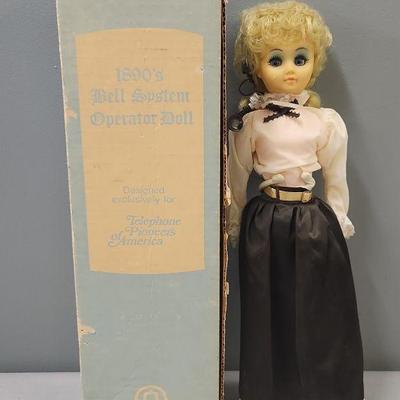 1890's
Bell System
Operator Doll
Designed
exclusively for
Telephone
Pioneers
of America